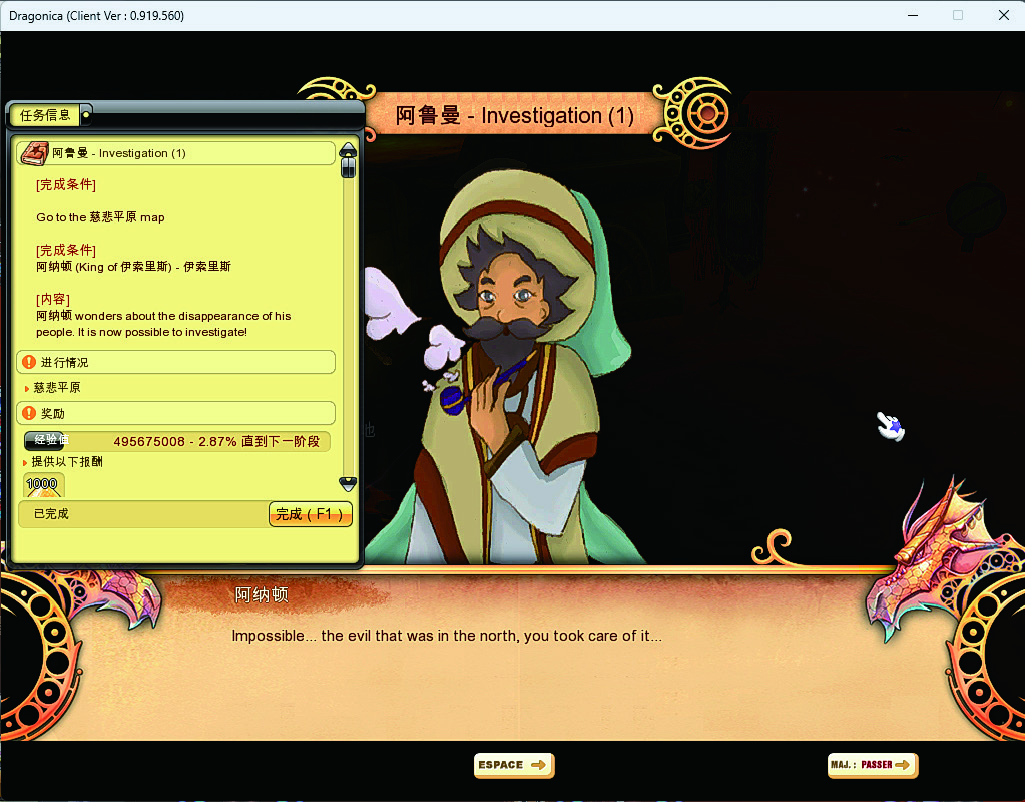 Dragonica (Client Ver : 0.919.560)
阿鲁曼 - Investigation (1)
任务信息
阿鲁曼 - Investigation (1)
[完成条件]
Go to the 慈悲平原 map
[完成条件]
阿纳顿 (King of 伊索里斯) - 伊索里斯
[内容]
阿纳顿 wonders about the disappearance of his
people. It is now possible to investigate!
进行情况
慈悲平原
奖励
经验值 495675008 - 2.87% 直到下一阶段
提供以下报酬
1000
已完成 完成 ( F1 )
阿纳顿
Impossible... the evil that was in the north, you took care of it...
ESPACE
MAJ. : PASSER